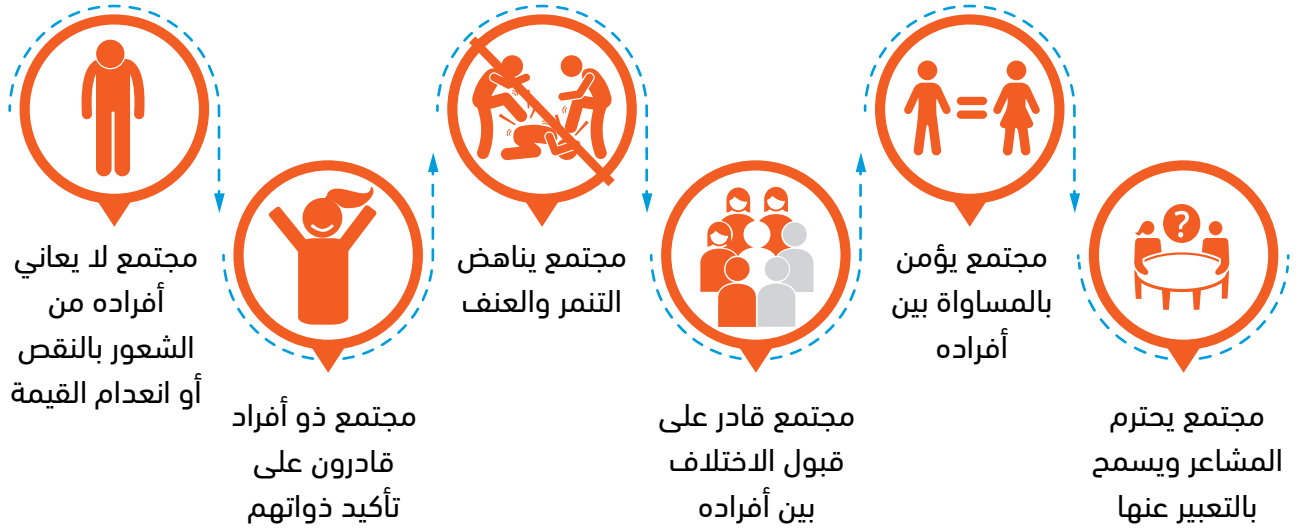 مجتمع لا يعاني
أفراده من
الشعور بالنقص
أو انعدام القيمة
مجتمع ذو أفراد
قادرون على
تأكيد ذواتهم
مجتمع يناهض
التنمر والعنف
مجتمع قادر على
قبول الاختلاف
بين أفراده
=
مجتمع يؤمن
بالمساواة بين
أفراده
?
مجتمع يحترم
المشاعر ويسمح
بالتعبير عنها